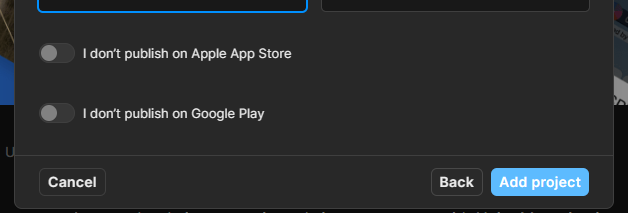 I don't publish on Apple App Store
I don't publish on Google Play
Cancel
Back
Add project